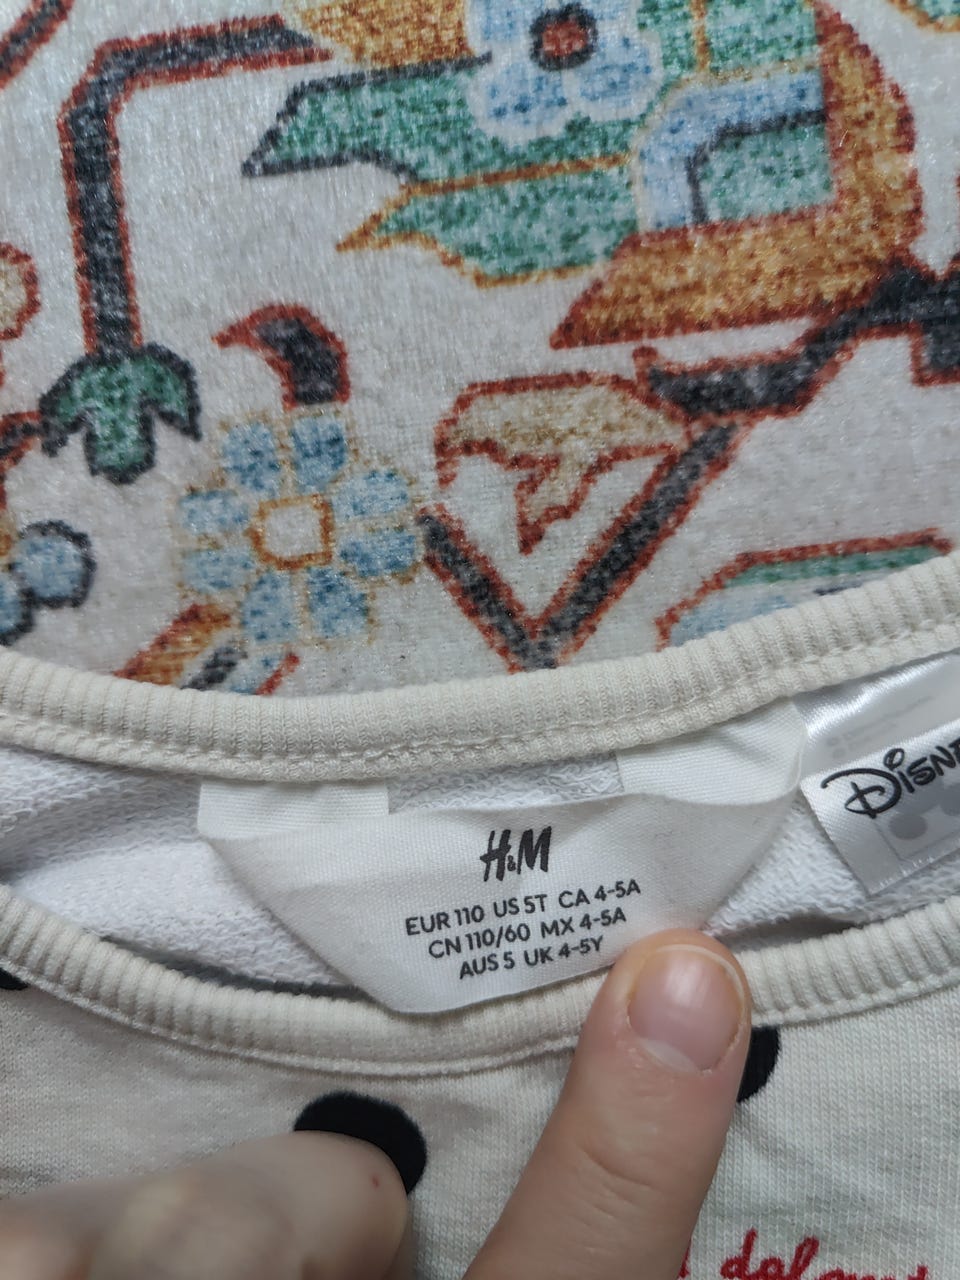 H&M
EUR 110 US 5T CA 4-5A
CN 110/60 MX 4-5A
AUS 5 UK 4-5Y